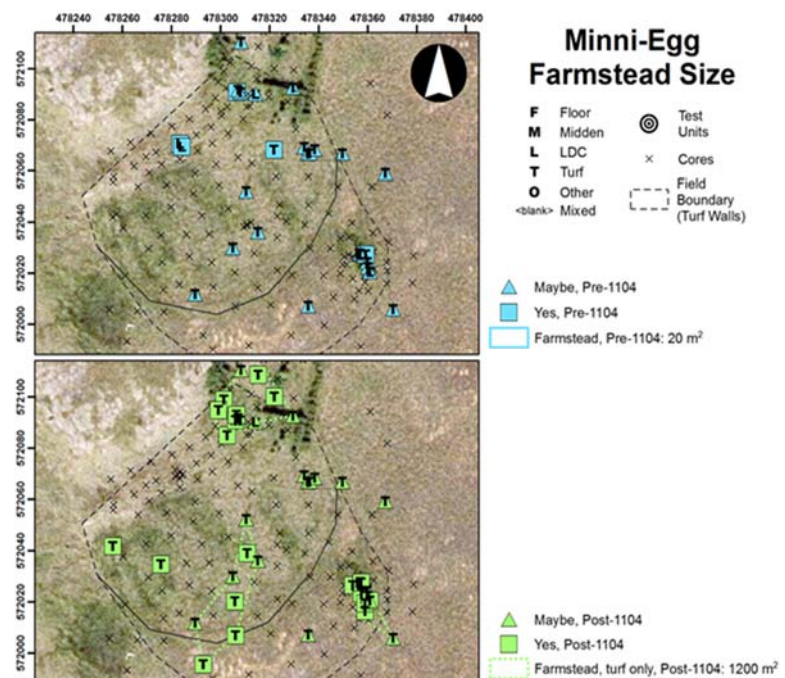 478240 478260 478280 478300 478320 478340 478360 478380 478400
572100
572080
572060
572040
572020
572000
Minni-Egg
Farmstead Size
F Floor
M Midden
L LDC
T Turf
O Other
<blank> Mixed
Test
Units
Cores
Field
Boundary
(Turf Walls)
Maybe, Pre-1104
Yes, Pre-1104
Farmstead, Pre-1104: 20 m²
572100
572080
572060
572040
572020
572000
Maybe, Post-1104
Yes, Post-1104
Farmstead, turf only, Post-1104: 1200 m²